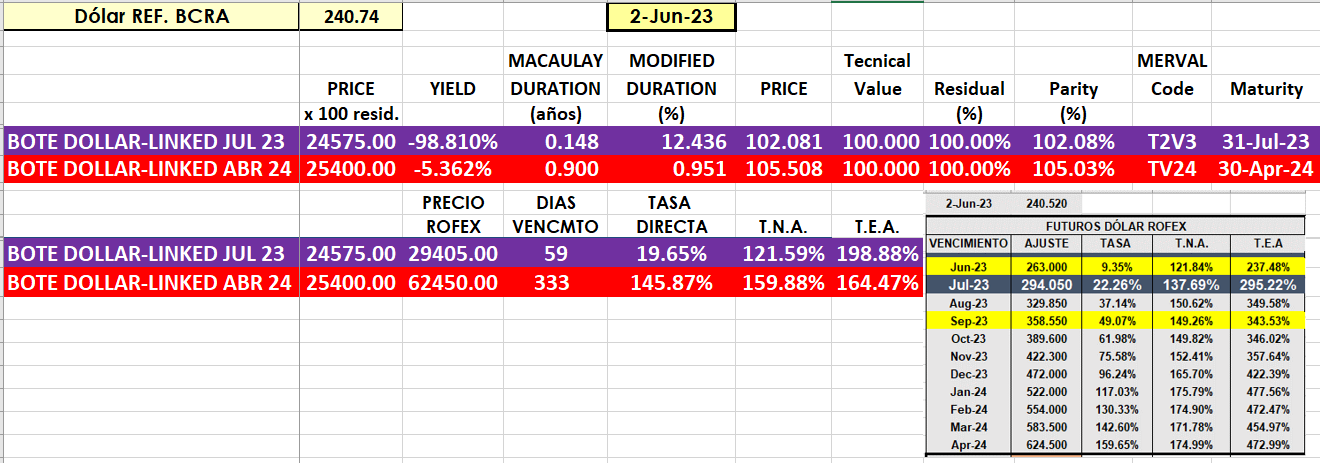 Dólar REF. BCRA 240.74 2-Jun-23
MACAULAY MODIFIED Tecnical MERVAL
PRICE YIELD DURATION DURATION PRICE Value Residual Parity Code Maturity
x 100 resid. (años) (%) (%) (%)
BOTE DOLLAR-LINKED JUL 23 24575.00 -98.810% 0.148 12.436 102.081 100.000 100.00% 102.08% T2V3 31-Jul-23
BOTE DOLLAR-LINKED ABR 24 25400.00 -5.362% 0.900 0.951 105.508 100.000 100.00% 105.03% TV24 30-Apr-24
PRECIO DIAS TASA
ROFEX VENCMTO DIRECTA T.N.A. T.E.A.
BOTE DOLLAR-LINKED JUL 23 24575.00 29405.00 59 19.65% 121.59% 198.88%
BOTE DOLLAR-LINKED ABR 24 25400.00 62450.00 333 145.87% 159.88% 164.47%
2-Jun-23 240.520
FUTUROS DÓLAR ROFEX
VENCIMIENTO AJUSTE TASA T.N.A. T.E.A
Jun-23 263.000 9.35% 121.84% 237.48%
Jul-23 294.050 22.26% 137.69% 295.22%
Aug-23 329.850 37.14% 150.62% 349.58%
Sep-23 358.550 49.07% 149.26% 343.53%
Oct-23 389.600 61.98% 149.82% 346.02%
Nov-23 422.300 75.58% 152.41% 357.64%
Dec-23 472.000 96.24% 165.70% 422.39%
Jan-24 522.000 117.03% 175.79% 477.56%
Feb-24 554.000 130.33% 174.90% 472.47%
Mar-24 583.500 142.60% 171.78% 454.97%
Apr-24 624.500 159.65% 174.99% 472.99%